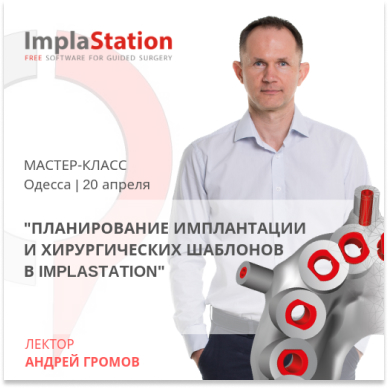 ImplaStation
FREE SOFTWARE FOR GUIDED SURGERY
МАСТЕР-КЛАСС
Одесса | 20 апреля
"ПЛАНИРОВАНИЕ ИМПЛАНТАЦИИ
И ХИРУРГИЧЕСКИХ ШАБЛОНОВ
В IMPLASTATION"
ЛЕКТОР
АНДРЕЙ ГРОМОВ